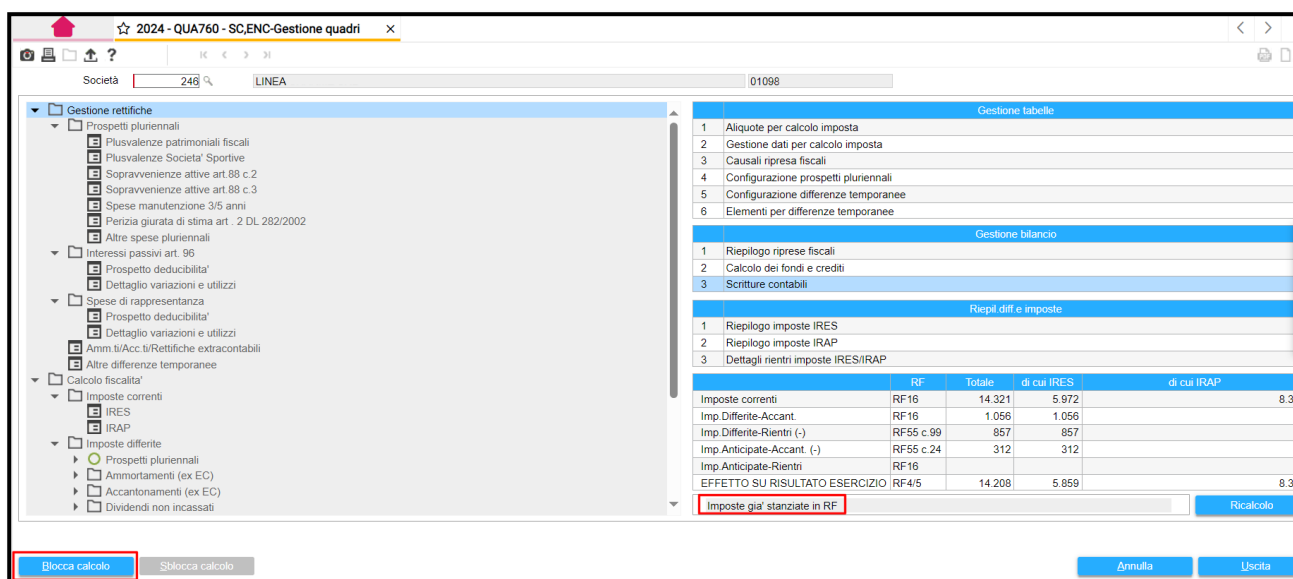 2024 - QUA760 - SC,ENC-Gestione quadri
Società 246 LINEA 01098
Gestione rettifiche
Prospetti pluriennali
Plusvalenze patrimoniali fiscali
Plusvalenze Societa' Sportive
Sopravvenienze attive art.88 c.2
Sopravvenienze attive art.88 c.3
Spese manutenzione 3/5 anni
Perizia giurata di stima art . 2 DL 282/2002
Altre spese pluriennali
Interessi passivi art. 96
Prospetto deducibilita'
Dettaglio variazioni e utilizzi
Spese di rappresentanza
Prospetto deducibilita'
Dettaglio variazioni e utilizzi
Amm.ti/Acc.ti/Rettifiche extracontabili
Altre differenze temporanee
Calcolo fiscalita'
Imposte correnti
IRES
IRAP
Imposte differite
Prospetti pluriennali
Ammortamenti (ex EC)
Accantonamenti (ex EC)
Dividendi non incassati
Gestione tabelle
1 Aliquote per calcolo imposta
2 Gestione dati per calcolo imposta
3 Causali ripresa fiscali
4 Configurazione prospetti pluriennali
5 Configurazione differenze temporanee
6 Elementi per differenze temporanee
Gestione bilancio
1 Riepilogo riprese fiscali
2 Calcolo dei fondi e crediti
3 Scritture contabili
Riepil.diff.e imposte
1 Riepilogo imposte IRES
2 Riepilogo imposte IRAP
3 Dettagli rientri imposte IRES/IRAP
RF Totale di cui IRES di cui IRAP
Imposte correnti RF16 14.321 5.972 8.3
Imp.Differite-Accant. RF16 1.056 1.056
Imp.Differite-Rientri (-) RF55 c.99 857 857
Imp.Anticipate-Accant. (-) RF55 c.24 312 312
Imp.Anticipate-Rientri RF16
EFFETTO SU RISULTATO ESERCIZIO RF4/5 14.208 5.859 8.3
Imposte gia' stanziate in RF Ricalcolo
Blocca calcolo Sblocca calcolo Annulla Uscita